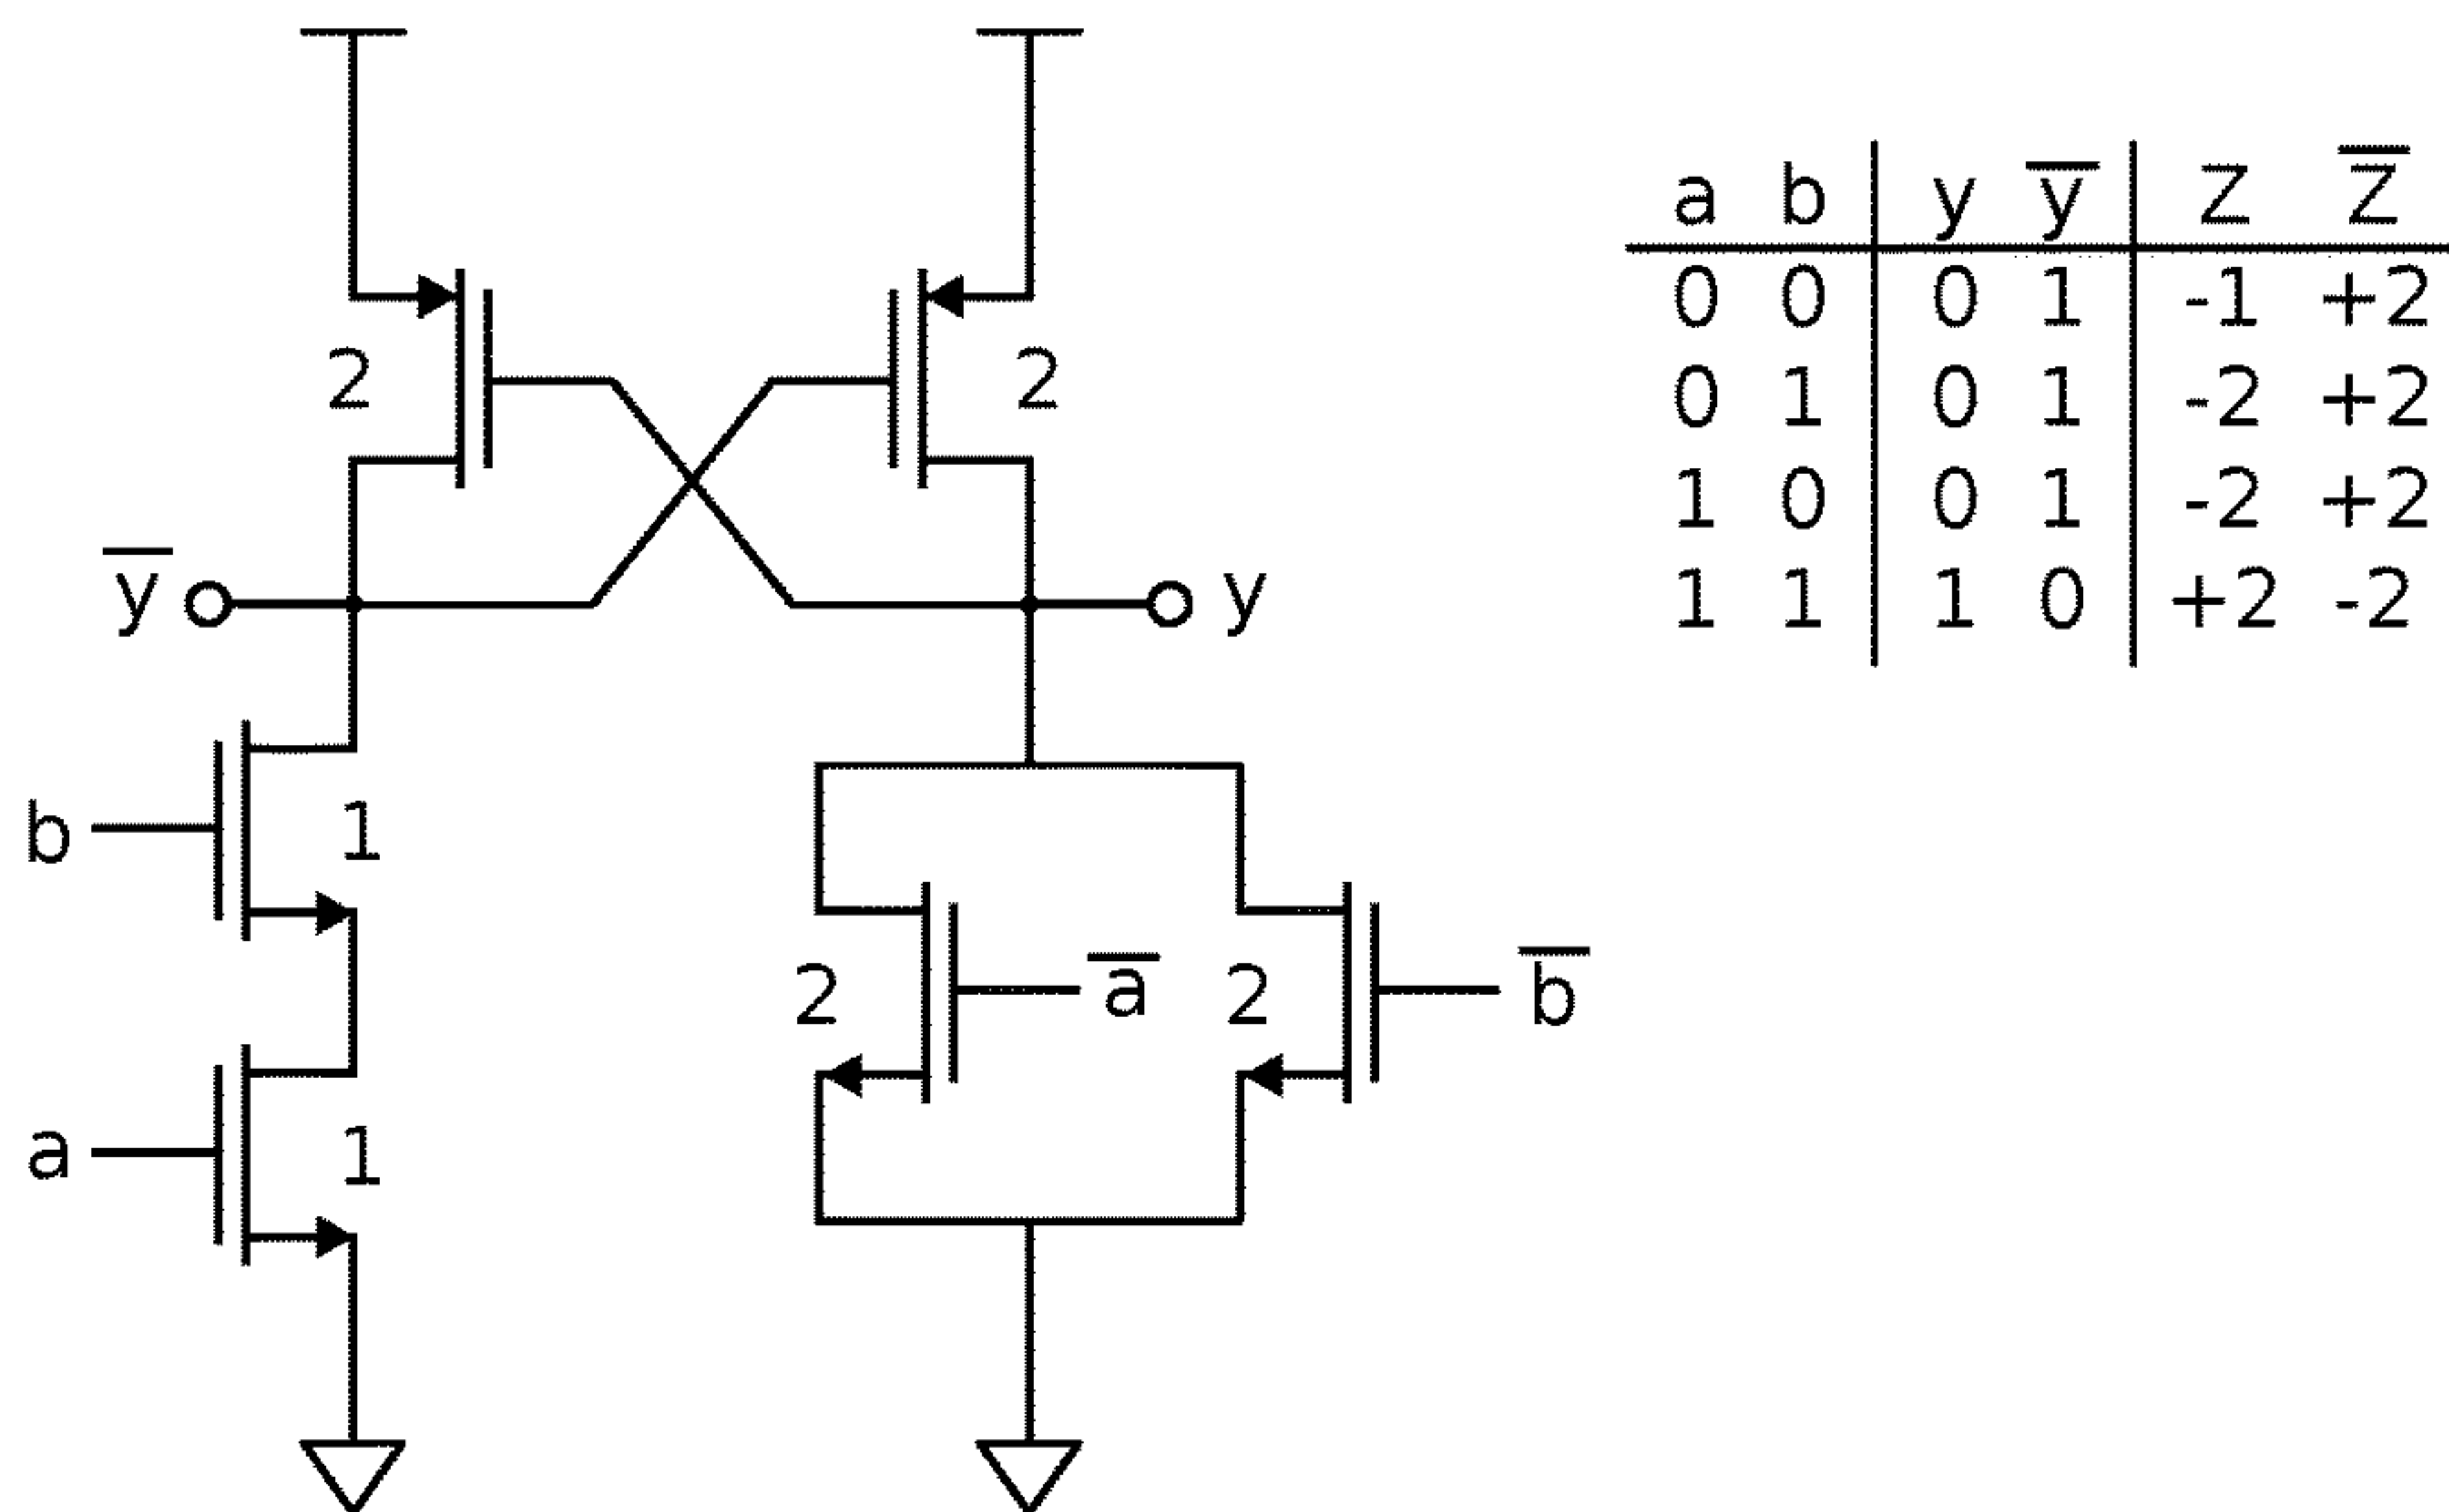 a b y y̅ z z̅
0 0 0 1 -1 +2
0 1 0 1 -2 +2
1 0 0 1 -2 +2
1 1 1 0 +2 -2
2 2
y̅ y
b 1
2 a̅ 2 b̅
a 1